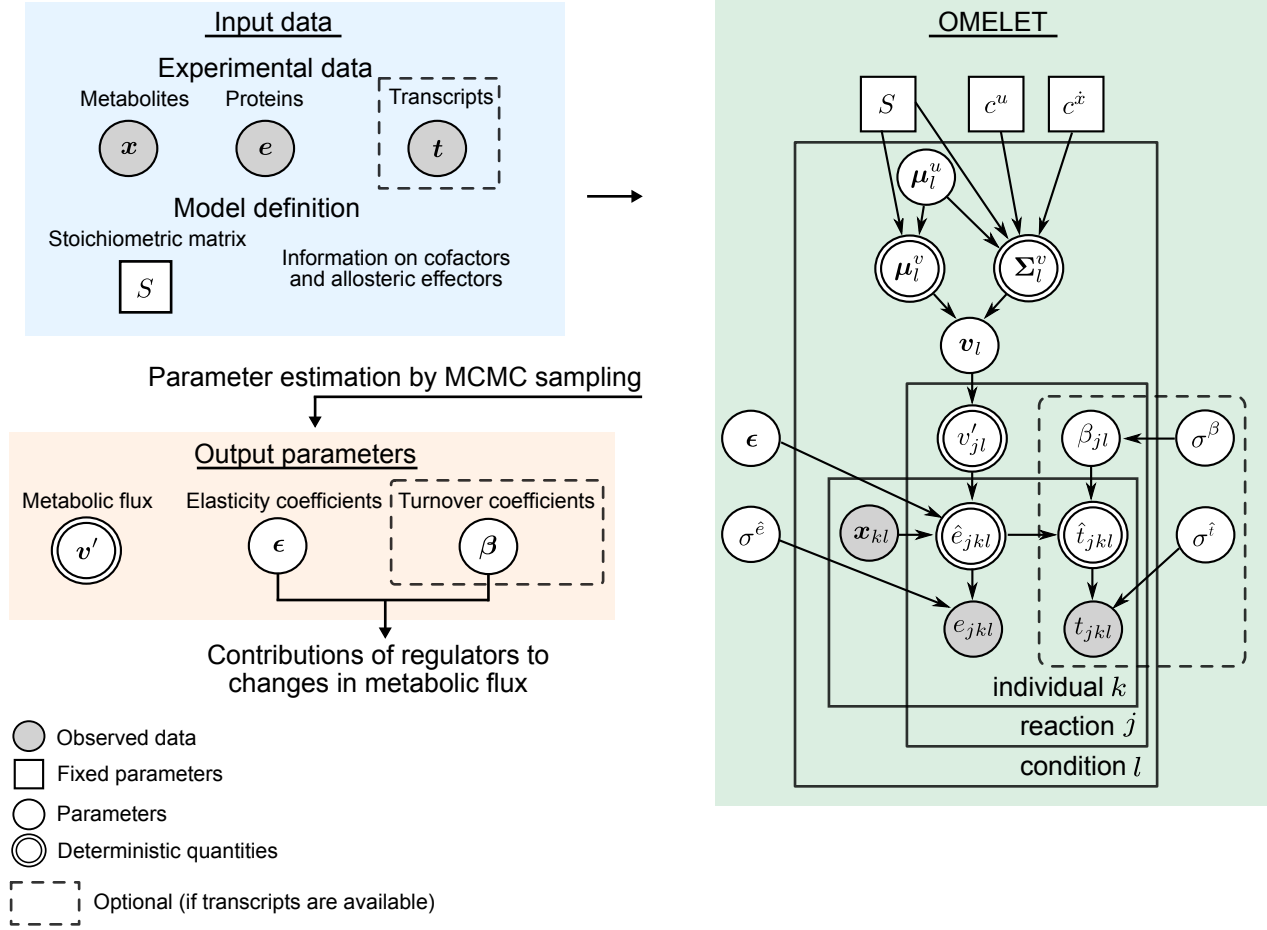 Input data
Experimental data
Metabolites
Proteins
Transcripts
x
e
t
Model definition
Stoichiometric matrix
Information on cofactors
and allosteric effectors
S
Parameter estimation by MCMC sampling
Output parameters
Metabolic flux
Elasticity coefficients
Turnover coefficients
v′
ϵ
β
Contributions of regulators to
changes in metabolic flux
Observed data
Fixed parameters
Parameters
Deterministic quantities
Optional (if transcripts are available)
OMELET
S
c^u
c^ẋ
μ_l^u
μ_l^v
Σ_l^v
v_l
ϵ
v′_jl
β_jl
σ^β
σ^ê
x_kl
ê_jkl
t̂_jkl
σ^t̂
e_jkl
t_jkl
individual k
reaction j
condition l